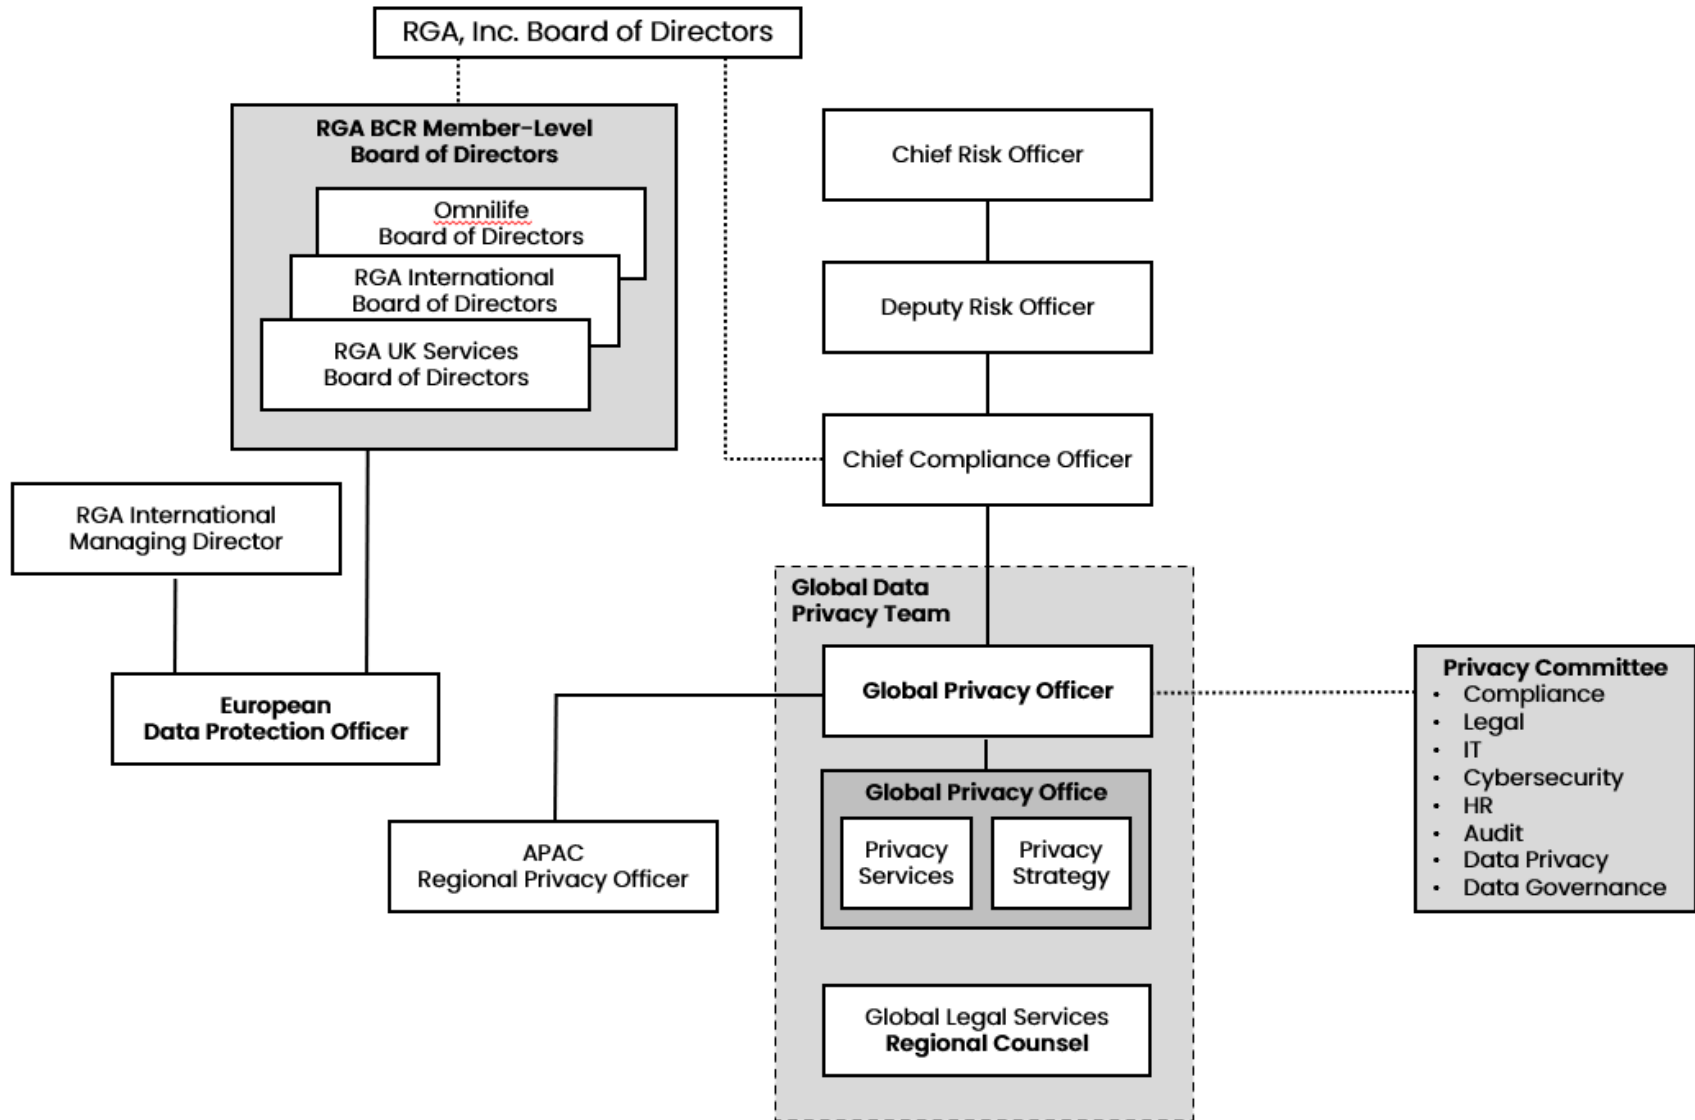 RGA, Inc. Board of Directors
RGA BCR Member-Level
Board of Directors
Omnilife
Board of Directors
RGA International
Board of Directors
RGA UK Services
Board of Directors
Chief Risk Officer
Deputy Risk Officer
Chief Compliance Officer
RGA International
Managing Director
European
Data Protection Officer
Global Data
Privacy Team
Global Privacy Officer
Global Privacy Office
Privacy
Services
Privacy
Strategy
APAC
Regional Privacy Officer
Global Legal Services
Regional Counsel
Privacy Committee
• Compliance
• Legal
• IT
• Cybersecurity
• HR
• Audit
• Data Privacy
• Data Governance